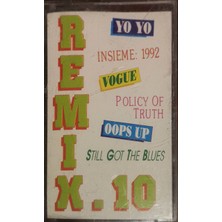 REMIX.10
YO YO
INSIEME: 1992
VOGUE
POLICY OF
TRUTH
OOPS UP
STILL GOT THE BLUES